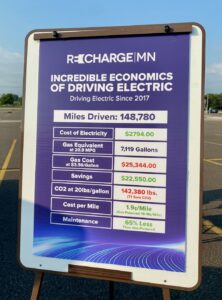 RECHARGE|MN
INCREDIBLE ECONOMICS
OF DRIVING ELECTRIC
Driving Electric Since 2017
Miles Driven: 148,780
Cost of Electricity $2794.00
Gas Equivalent 7,119 Gallons
at 20.9 MPG
Gas Cost $25,344.00
at $3.56/Gallon
Savings $22,550.00
CO2 at 20lbs/gallon 142,380 lbs.
Cost per Mile 1.9¢/Mile
Maintenance 65% Less